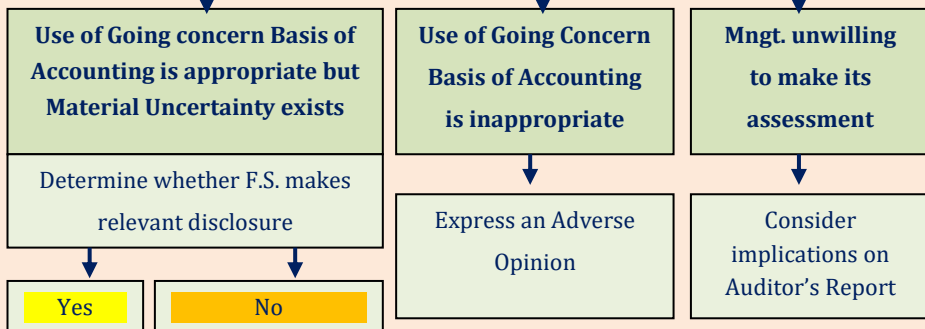 Use of Going concern Basis of
Accounting is appropriate but
Material Uncertainty exists
Determine whether F.S. makes
relevant disclosure
Yes
No
Use of Going Concern
Basis of Accounting
is inappropriate
Express an Adverse
Opinion
Mngt. unwilling
to make its
assessment
Consider
implications on
Auditor’s Report